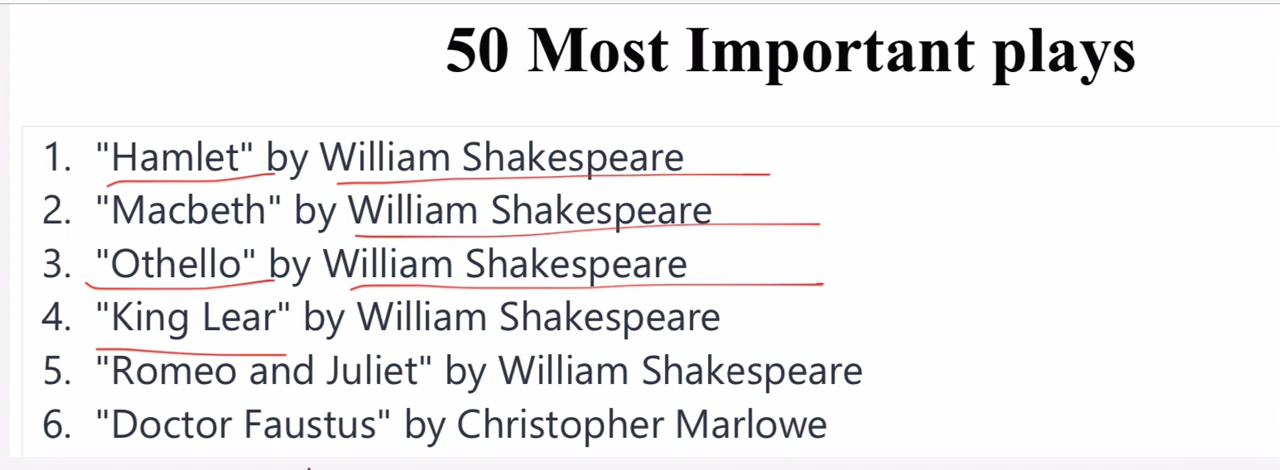 50 Most Important plays
1. "Hamlet" by William Shakespeare
2. "Macbeth" by William Shakespeare
3. "Othello" by William Shakespeare
4. "King Lear" by William Shakespeare
5. "Romeo and Juliet" by William Shakespeare
6. "Doctor Faustus" by Christopher Marlowe